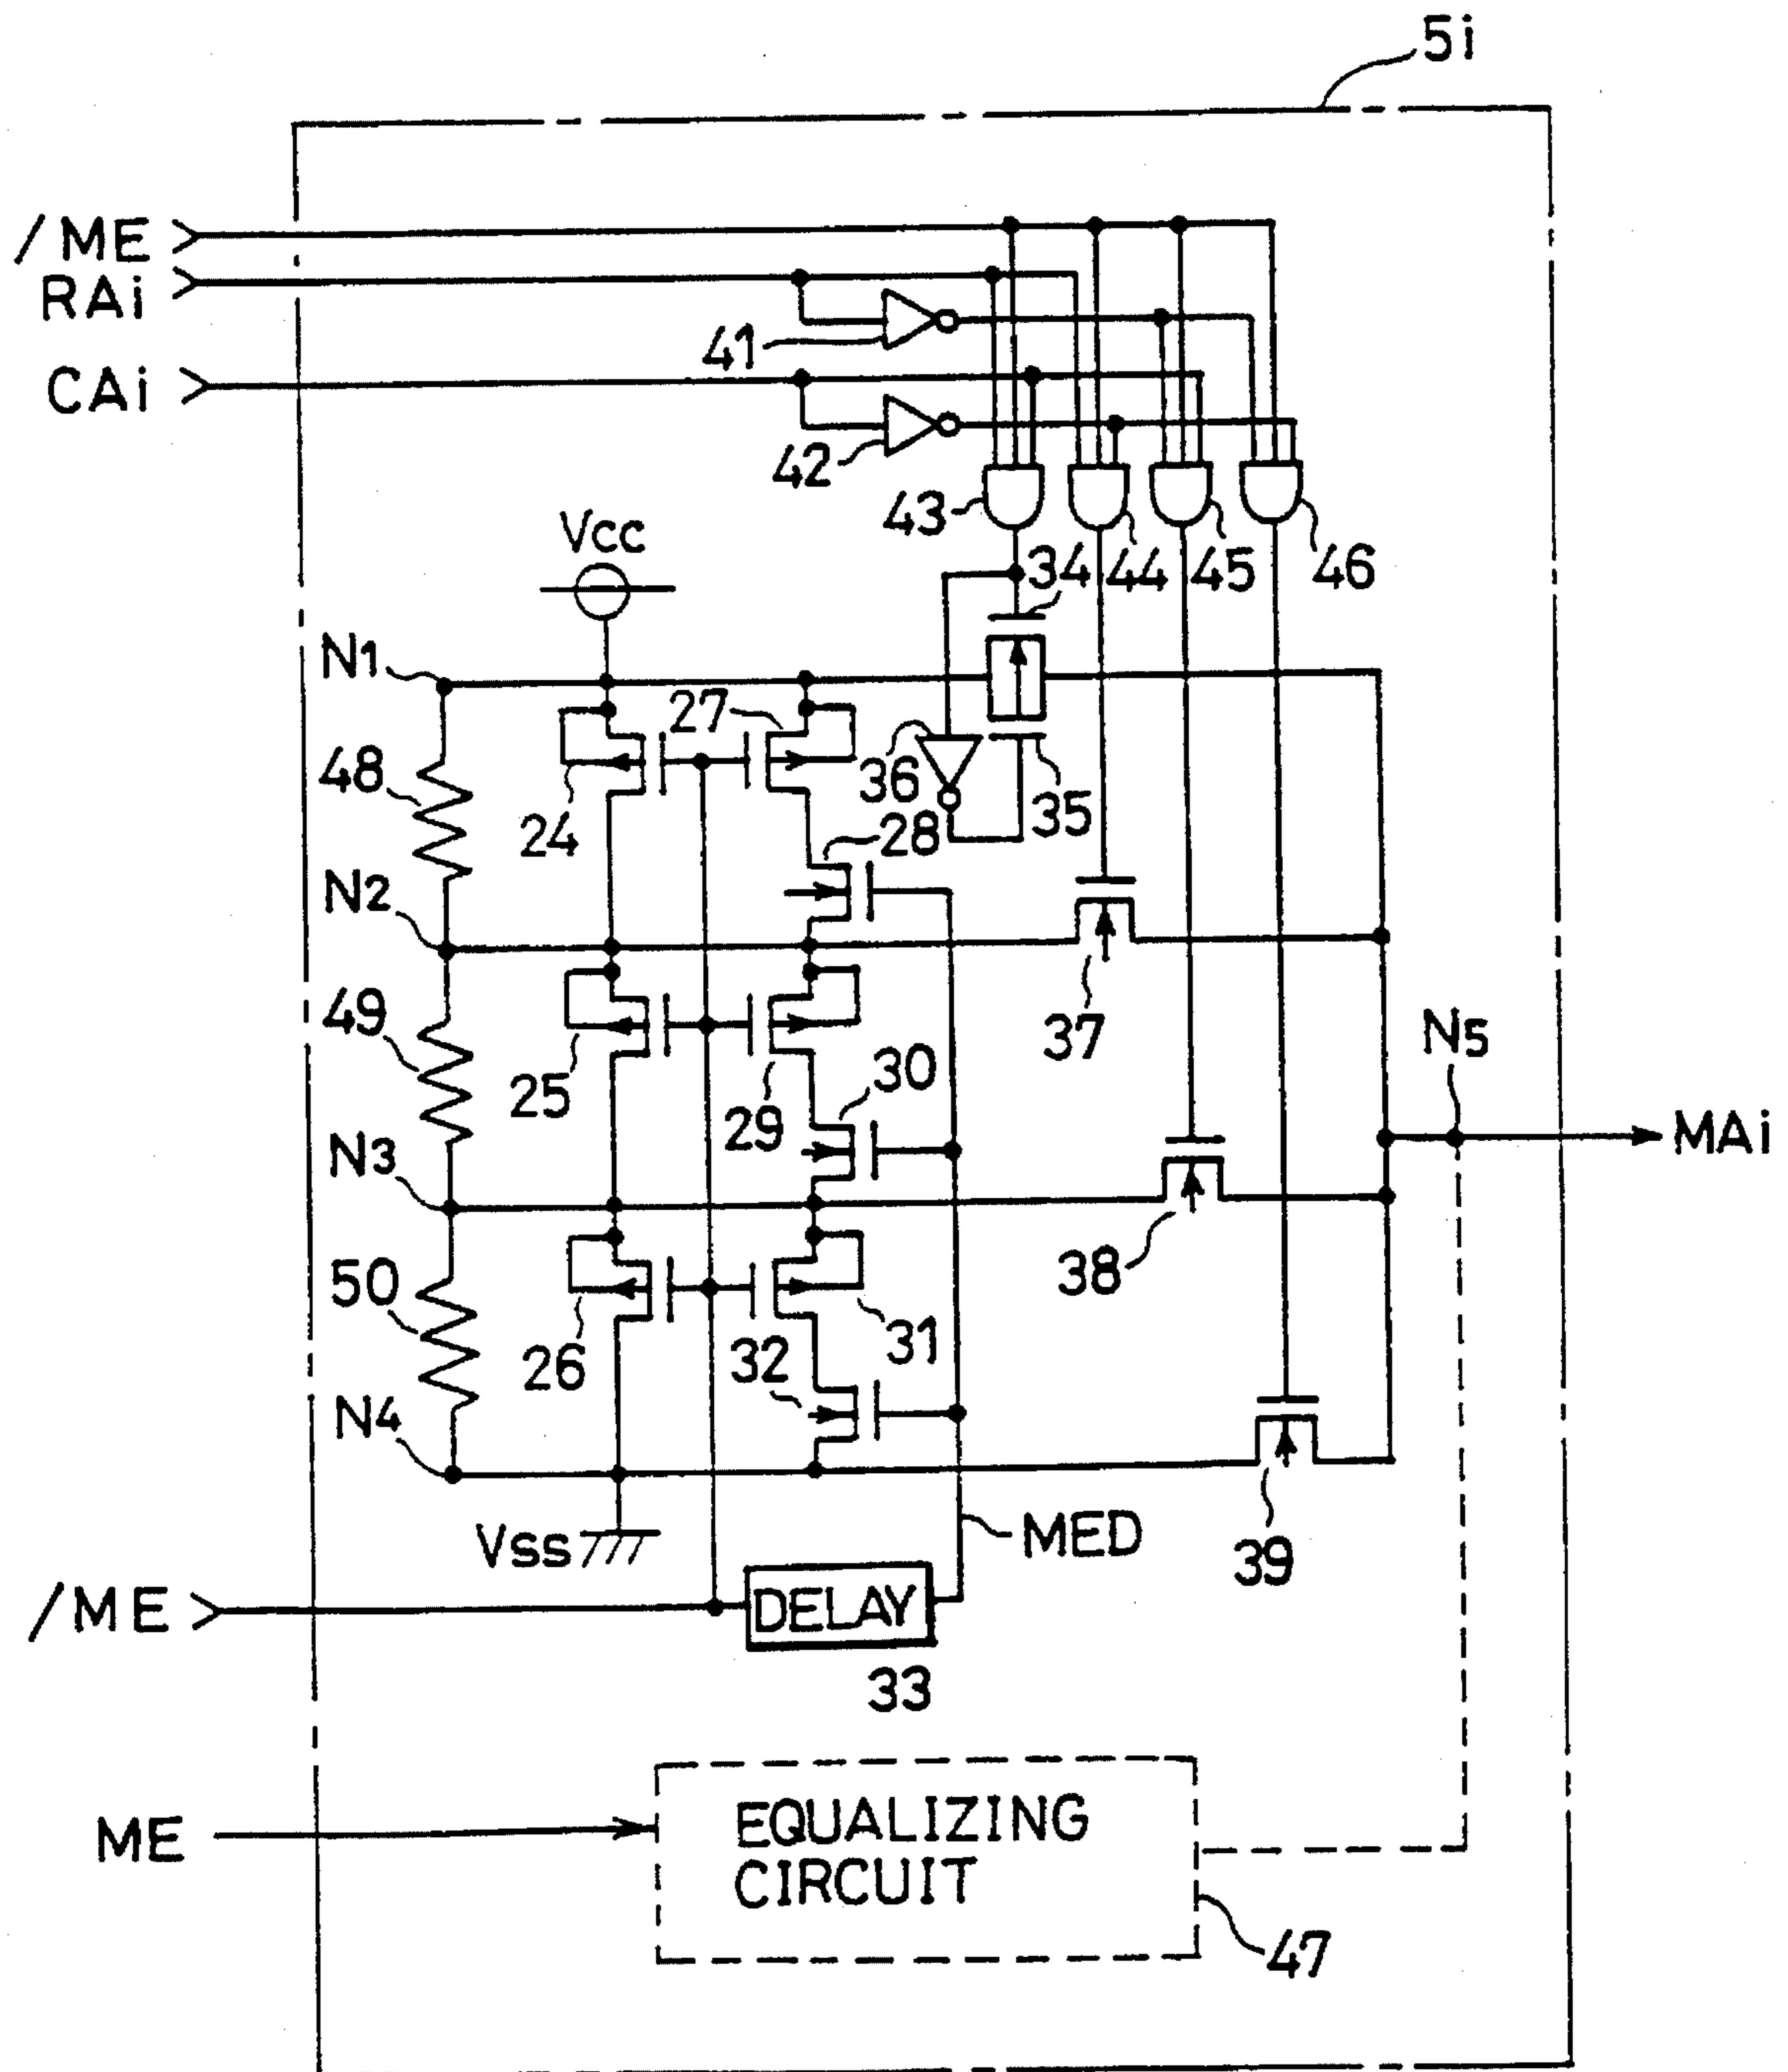 5i
/ME
RAi
41
CAi
42
43
44
45
46
Vcc
34
N1
27
36
35
48
24
28
N2
37
49
25
29
30
N5
MAi
N3
38
50
26
32
31
N4
39
Vss
MED
/ME
DELAY
33
ME
EQUALIZING
CIRCUIT
47